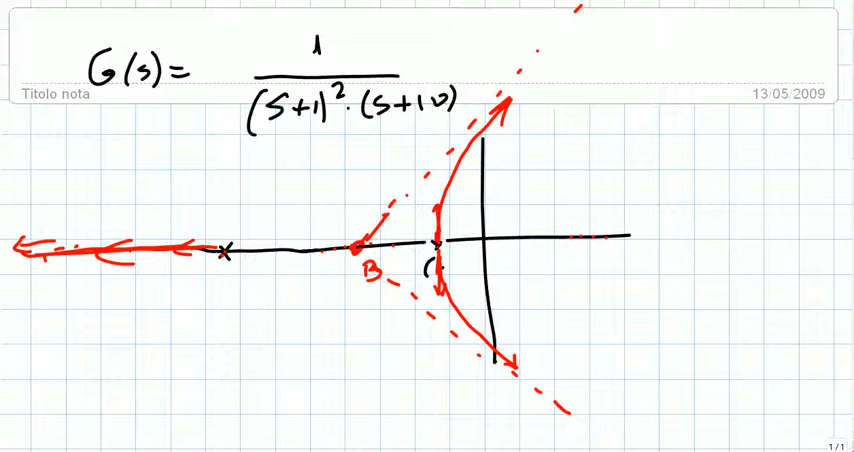 G(s) = 1 / ((s+1)² · (s+10))
Titolo nota 13/05/2009
B
1/1